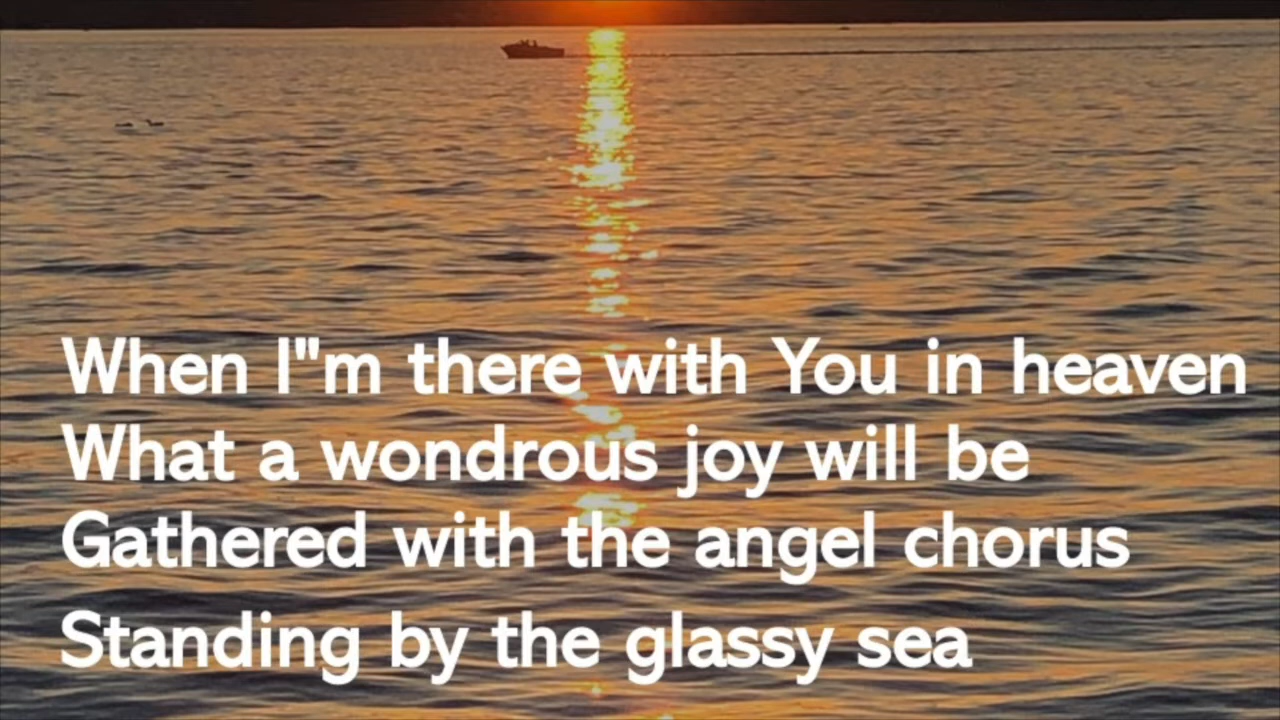 When I"m there with You in heaven
What a wondrous joy will be
Gathered with the angel chorus
Standing by the glassy sea